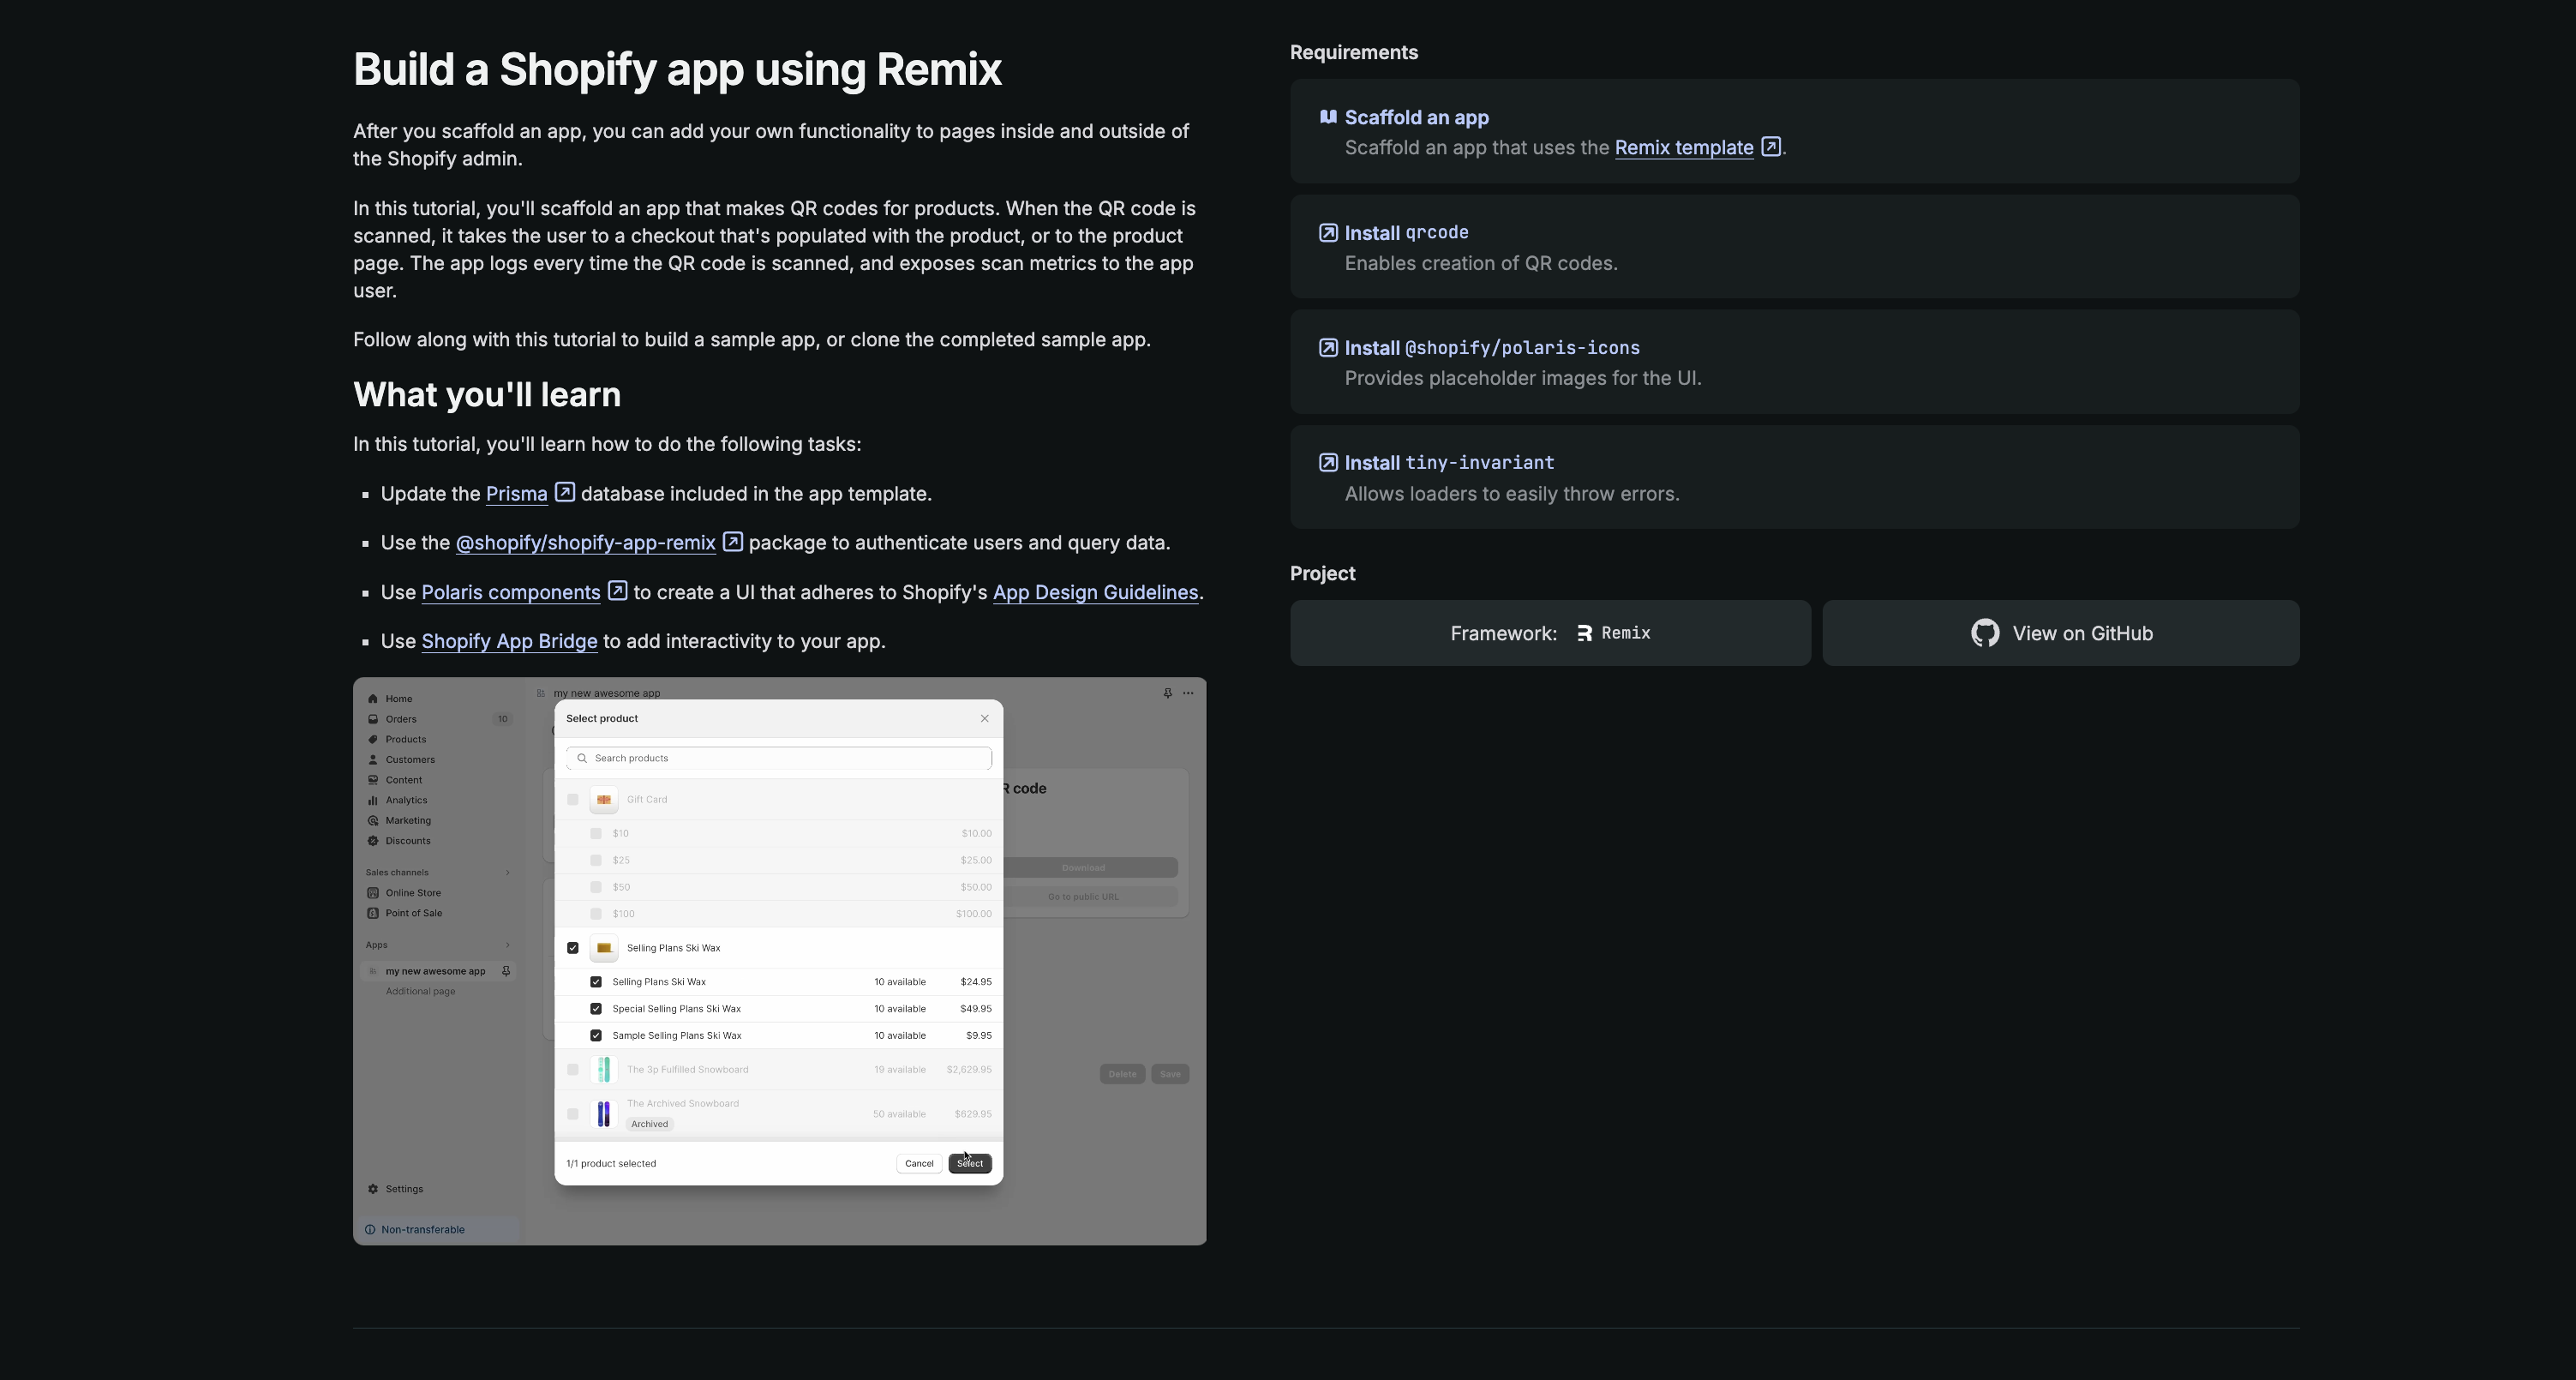 Build a Shopify app using Remix
After you scaffold an app, you can add your own functionality to pages inside and outside of
the Shopify admin.
In this tutorial, you'll scaffold an app that makes QR codes for products. When the QR code is
scanned, it takes the user to a checkout that's populated with the product, or to the product
page. The app logs every time the QR code is scanned, and exposes scan metrics to the app
user.
Follow along with this tutorial to build a sample app, or clone the completed sample app.
What you'll learn
In this tutorial, you'll learn how to do the following tasks:
Update the Prisma database included in the app template.
Use the @shopify/shopify-app-remix package to authenticate users and query data.
Use Polaris components to create a UI that adheres to Shopify's App Design Guidelines.
Use Shopify App Bridge to add interactivity to your app.
Home
Orders 10
Products
Customers
Content
Analytics
Marketing
Discounts
Sales channels
Online Store
Point of Sale
Apps
my new awesome app
Additional page
Settings
Non-transferable
my new awesome app
Select product
Search products
Gift Card
$10 $10.00
$25 $25.00
$50 $50.00
$100 $100.00
Selling Plans Ski Wax
Selling Plans Ski Wax 10 available $24.95
Special Selling Plans Ski Wax 10 available $49.95
Sample Selling Plans Ski Wax 10 available $9.95
The 3p Fulfilled Snowboard 19 available $2,629.95
The Archived Snowboard 50 available $629.95
Archived
1/1 product selected Cancel Select
R code
Download
Go to public URL
Delete Save
Requirements
Scaffold an app
Scaffold an app that uses the Remix template.
Install qrcode
Enables creation of QR codes.
Install @shopify/polaris-icons
Provides placeholder images for the UI.
Install tiny-invariant
Allows loaders to easily throw errors.
Project
Framework: Remix
View on GitHub